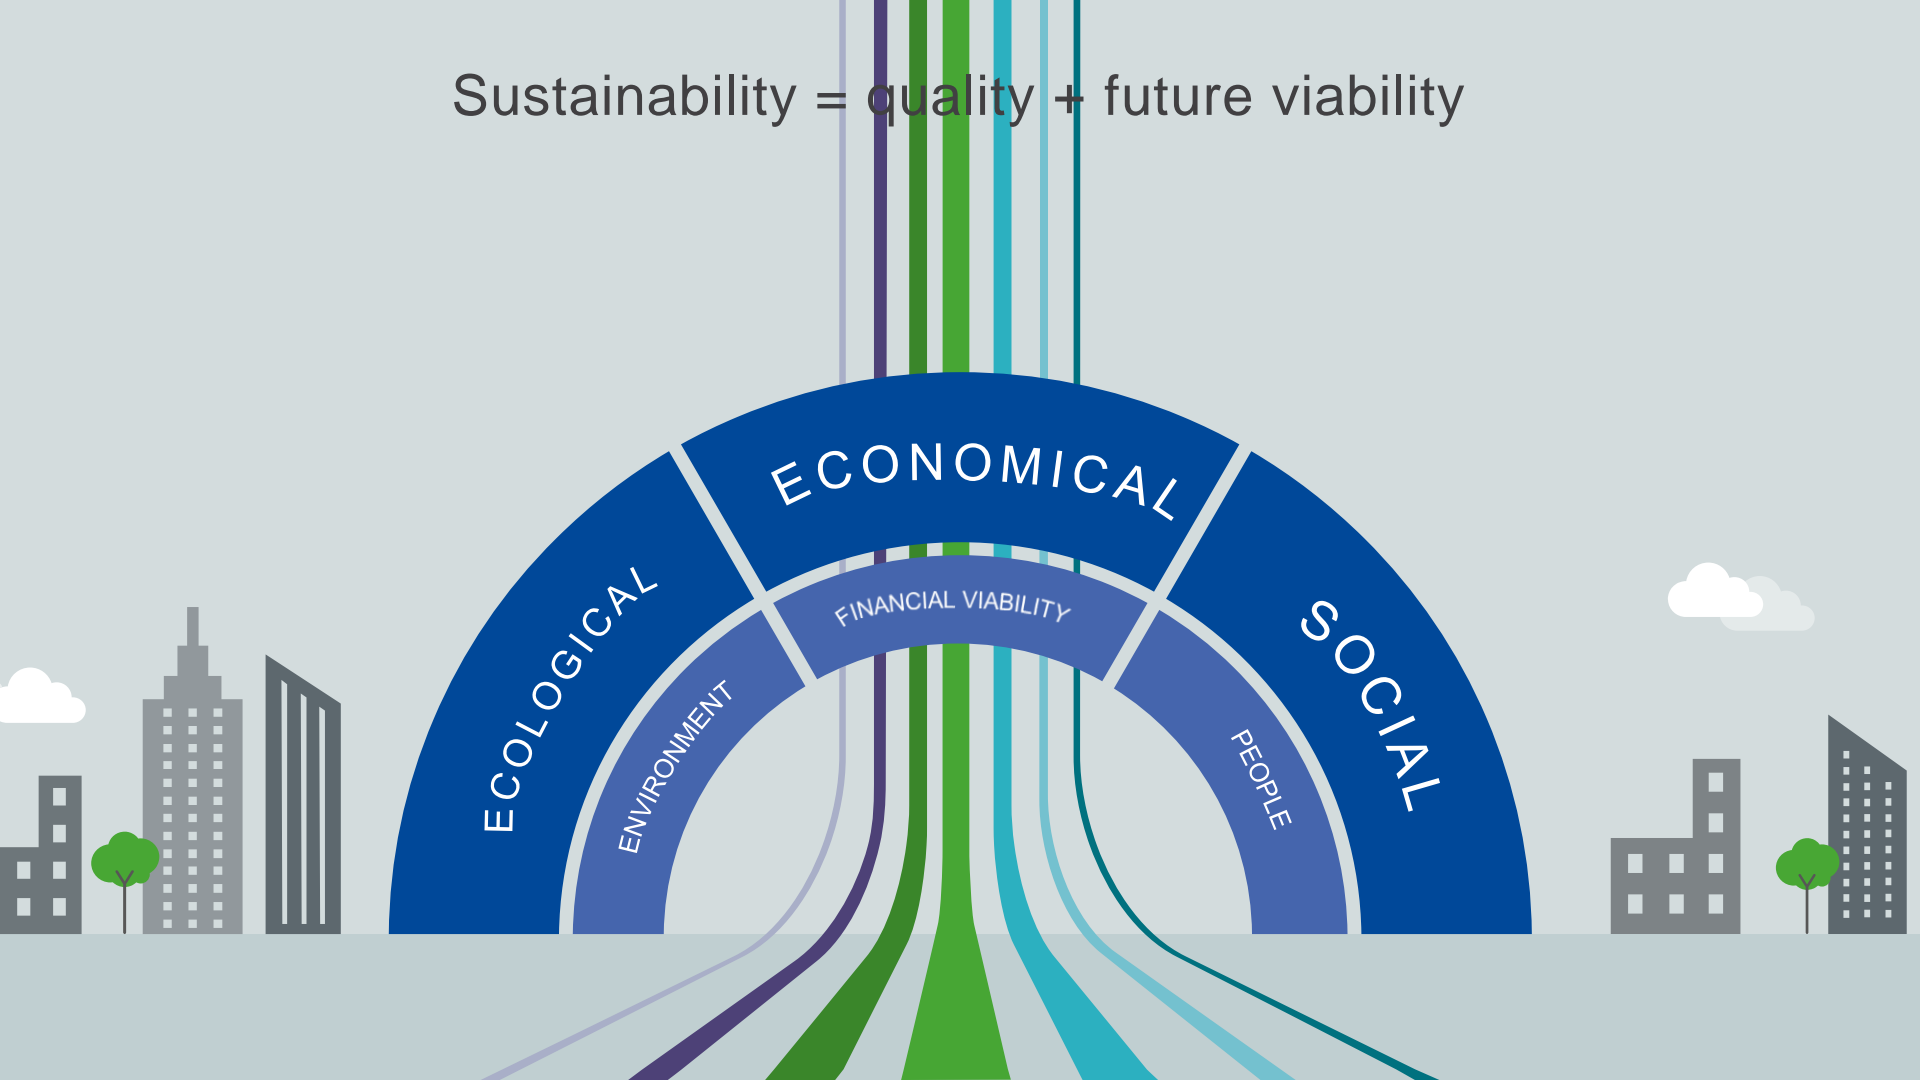 Sustainability = quality + future viability
ECOLOGICAL
ECONOMICAL
SOCIAL
ENVIRONMENT
FINANCIAL VIABILITY
PEOPLE